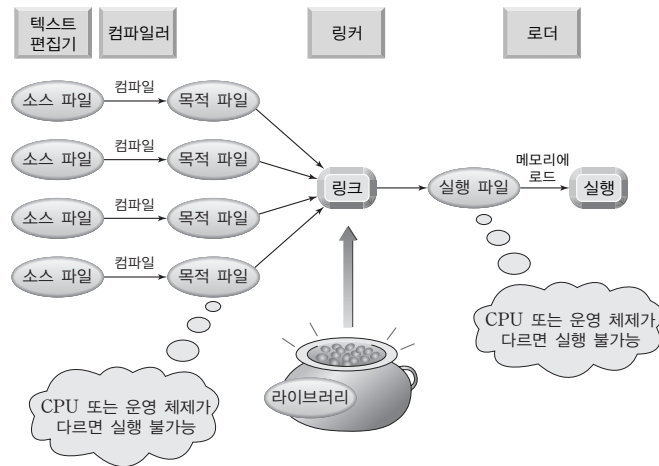 텍스트
편집기
컴파일러
링커
로더
소스 파일
컴파일
목적 파일
소스 파일
컴파일
목적 파일
소스 파일
컴파일
목적 파일
소스 파일
컴파일
목적 파일
링크
실행 파일
메모리에
로드
실행
CPU 또는 운영 체제가
다르면 실행 불가능
라이브러리
CPU 또는 운영 체제가
다르면 실행 불가능